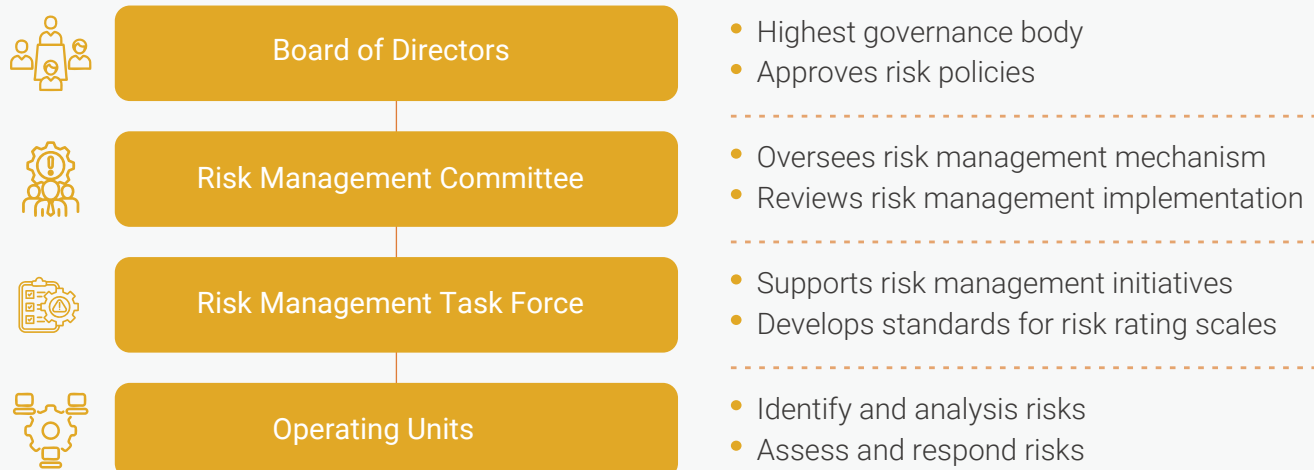 Board of Directors
• Highest governance body
• Approves risk policies
Risk Management Committee
• Oversees risk management mechanism
• Reviews risk management implementation
Risk Management Task Force
• Supports risk management initiatives
• Develops standards for risk rating scales
Operating Units
• Identify and analysis risks
• Assess and respond risks